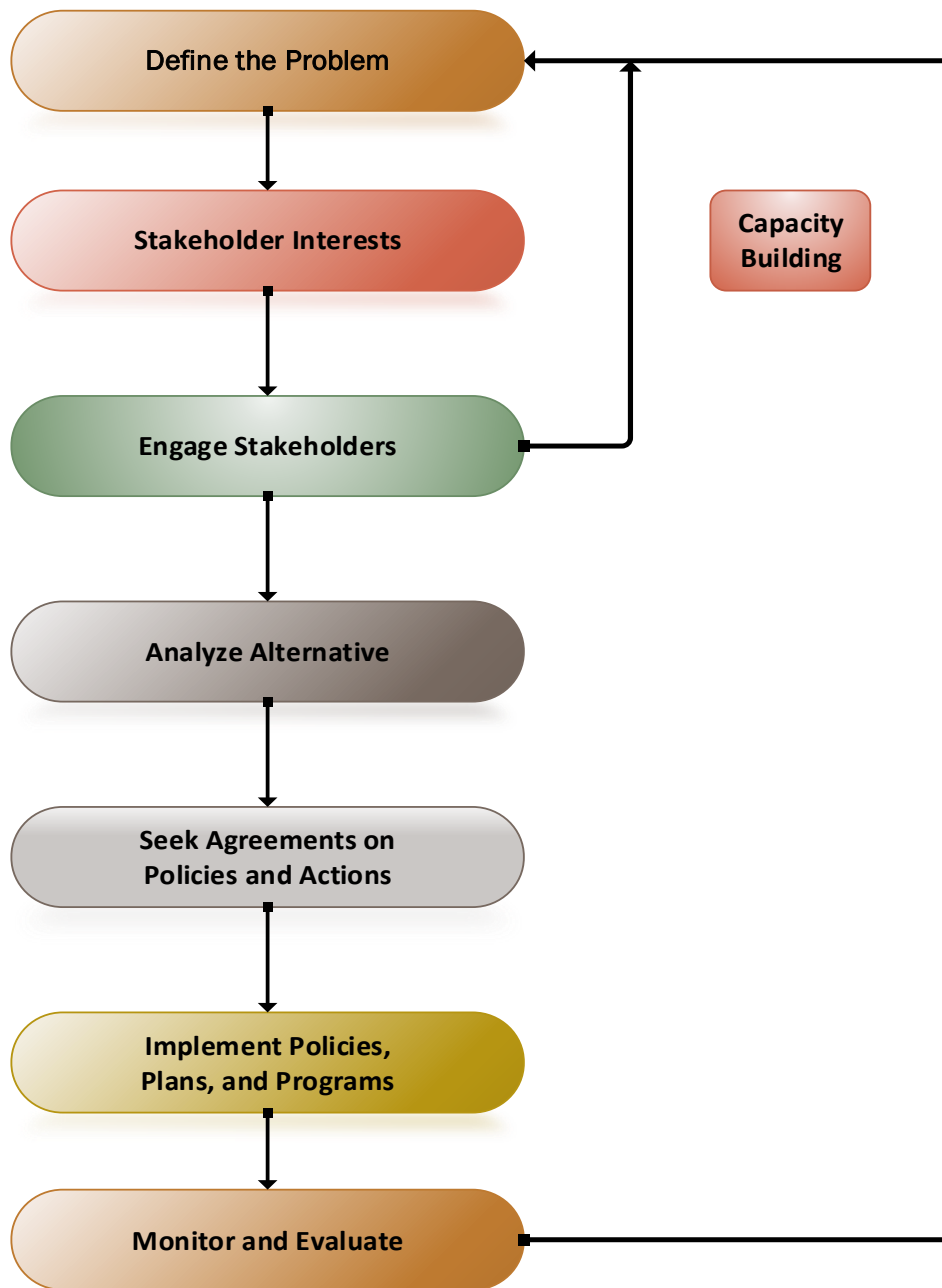 Define the Problem
Stakeholder Interests
Capacity
Building
Engage Stakeholders
Analyze Alternative
Seek Agreements on
Policies and Actions
Implement Policies,
Plans, and Programs
Monitor and Evaluate